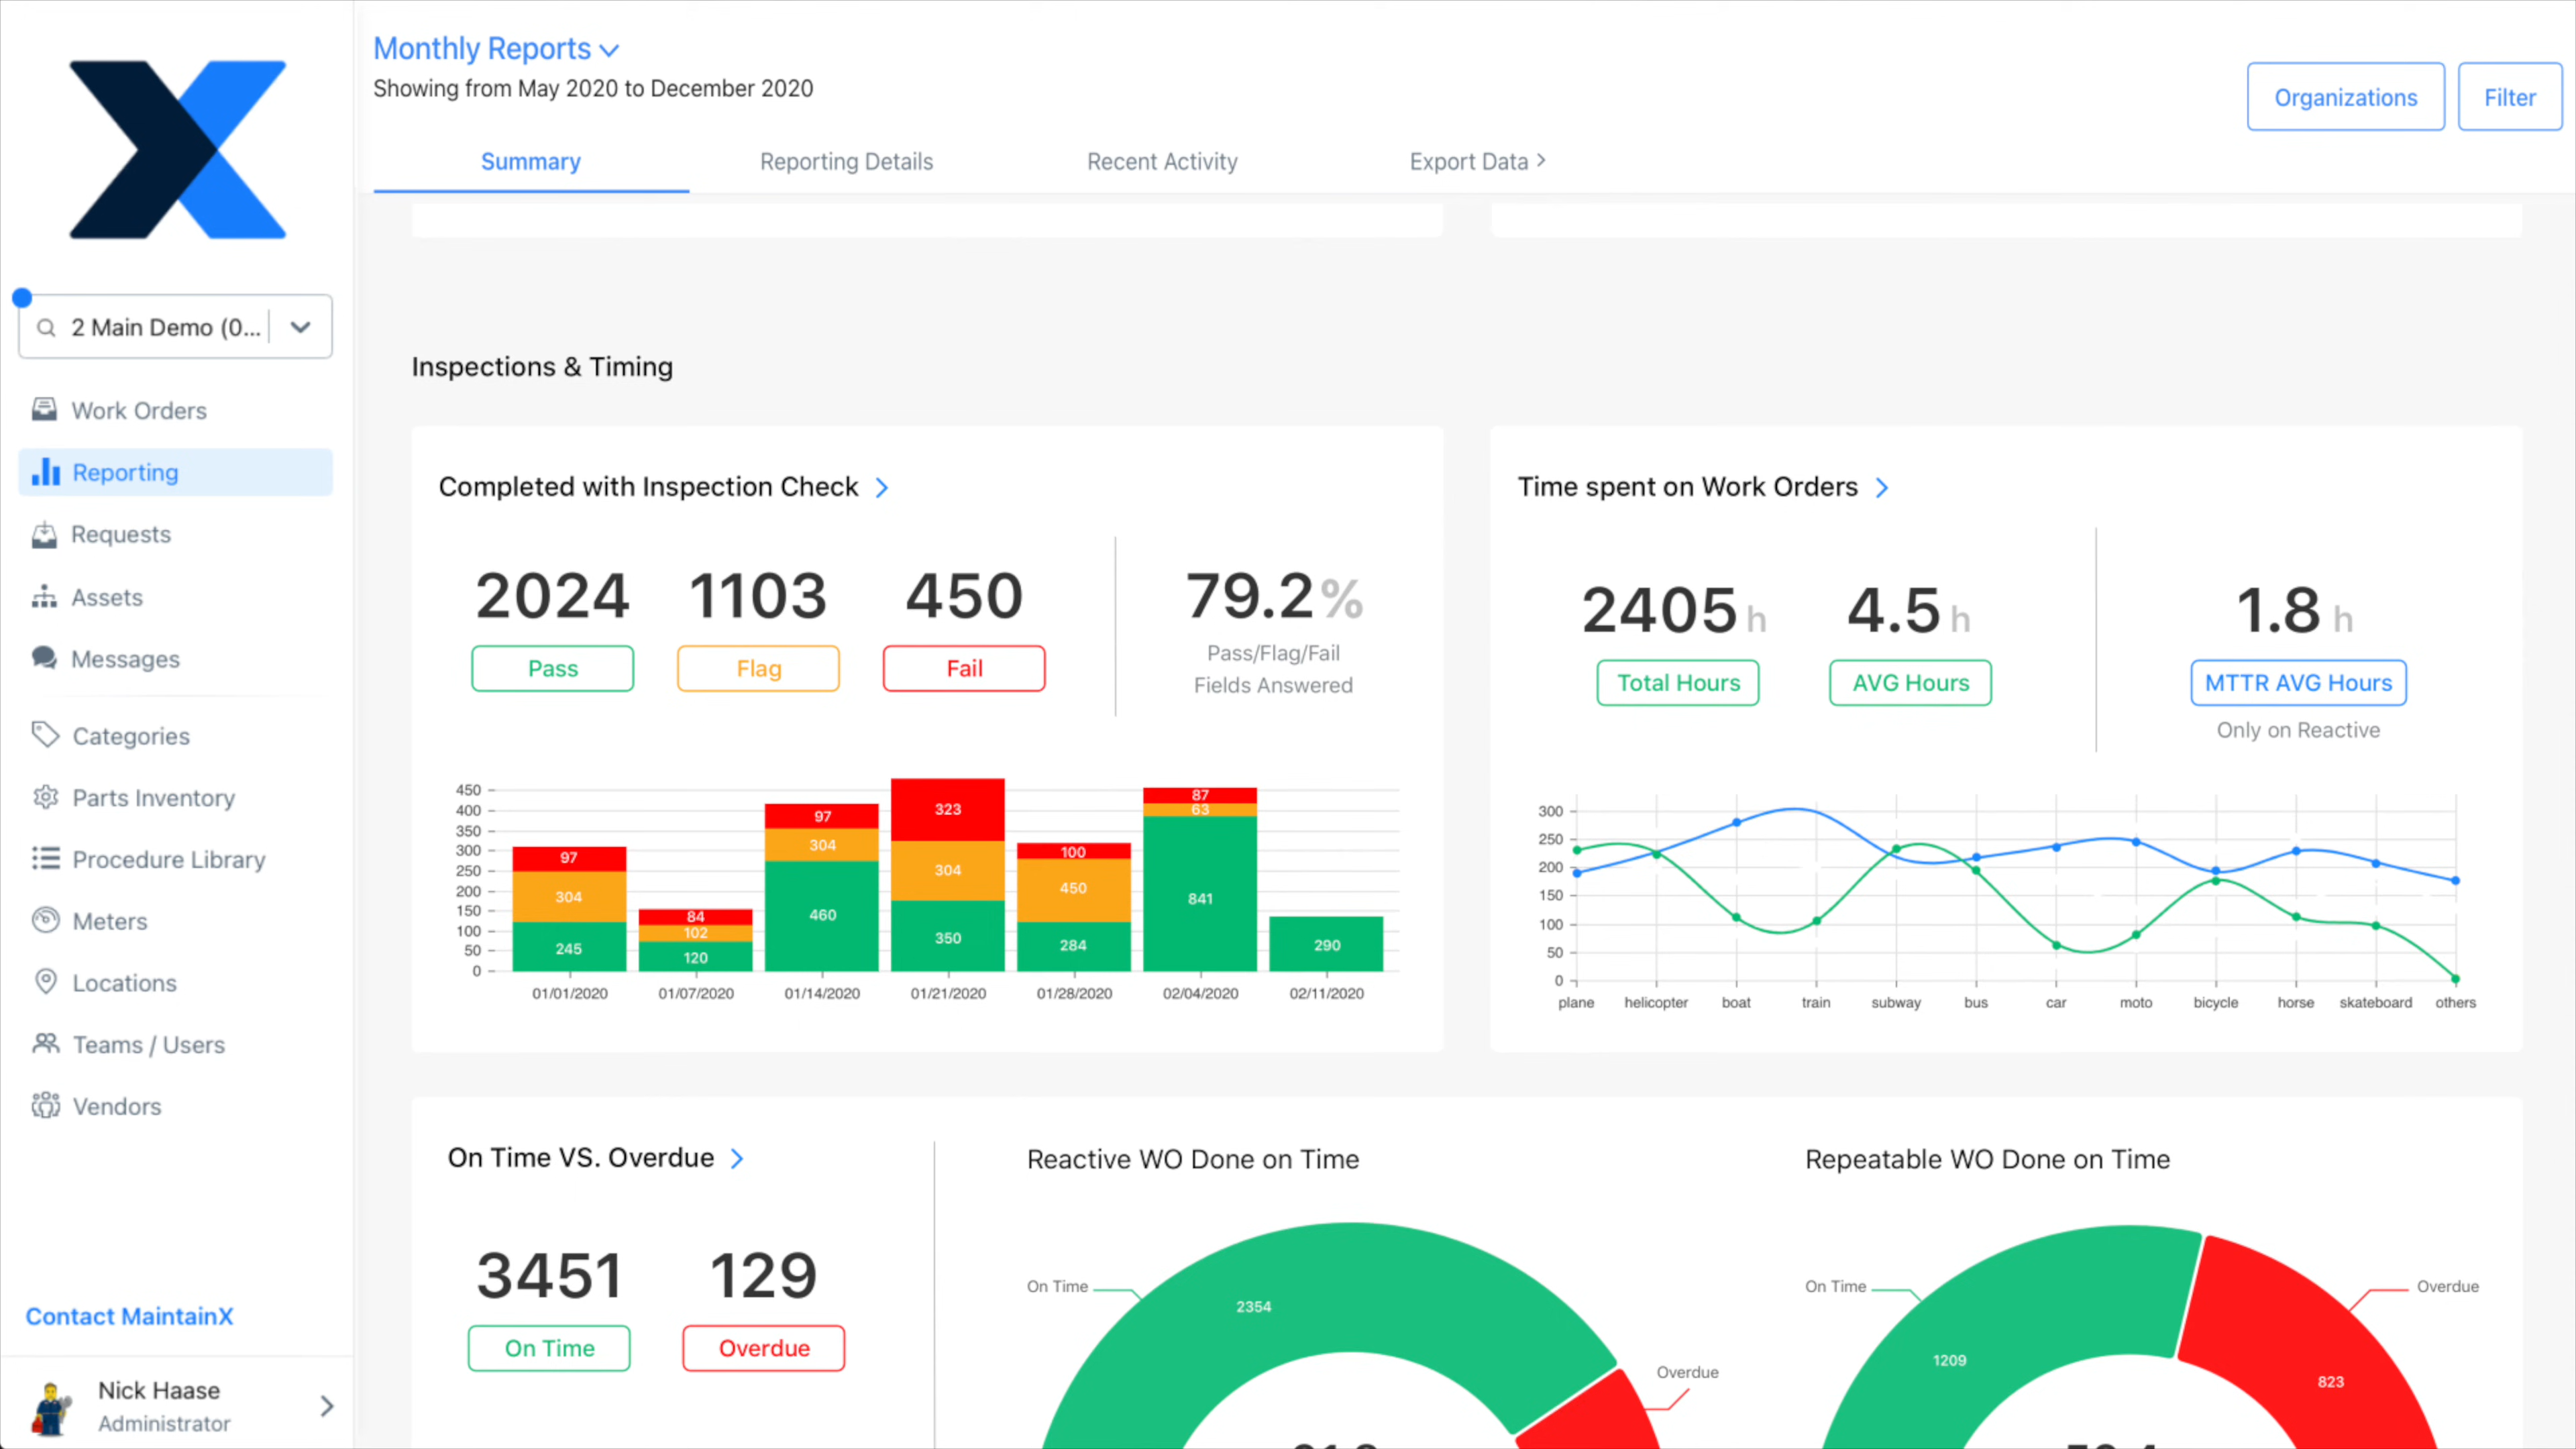 Monthly Reports
Showing from May 2020 to December 2020
Organizations
Filter
Summary
Reporting Details
Recent Activity
Export Data
2 Main Demo (0...
Work Orders
Reporting
Requests
Assets
Messages
Categories
Parts Inventory
Procedure Library
Meters
Locations
Teams / Users
Vendors
Contact MaintainX
Nick Haase
Administrator
Inspections & Timing
Completed with Inspection Check
2024
1103
450
79.2%
Pass
Flag
Fail
Pass/Flag/Fail
Fields Answered
450
400
350
300
250
200
150
100
50
0
97
304
245
84
102
120
97
304
460
323
304
350
100
450
284
87
63
841
290
01/01/2020
01/07/2020
01/14/2020
01/21/2020
01/28/2020
02/04/2020
02/11/2020
Time spent on Work Orders
2405 h
4.5 h
1.8 h
Total Hours
AVG Hours
MTTR AVG Hours
Only on Reactive
300
250
200
150
100
50
0
plane
helicopter
boat
train
subway
bus
car
moto
bicycle
horse
skateboard
others
On Time VS. Overdue
3451
129
On Time
Overdue
Reactive WO Done on Time
On Time
2354
Overdue
Repeatable WO Done on Time
On Time
1209
Overdue
823